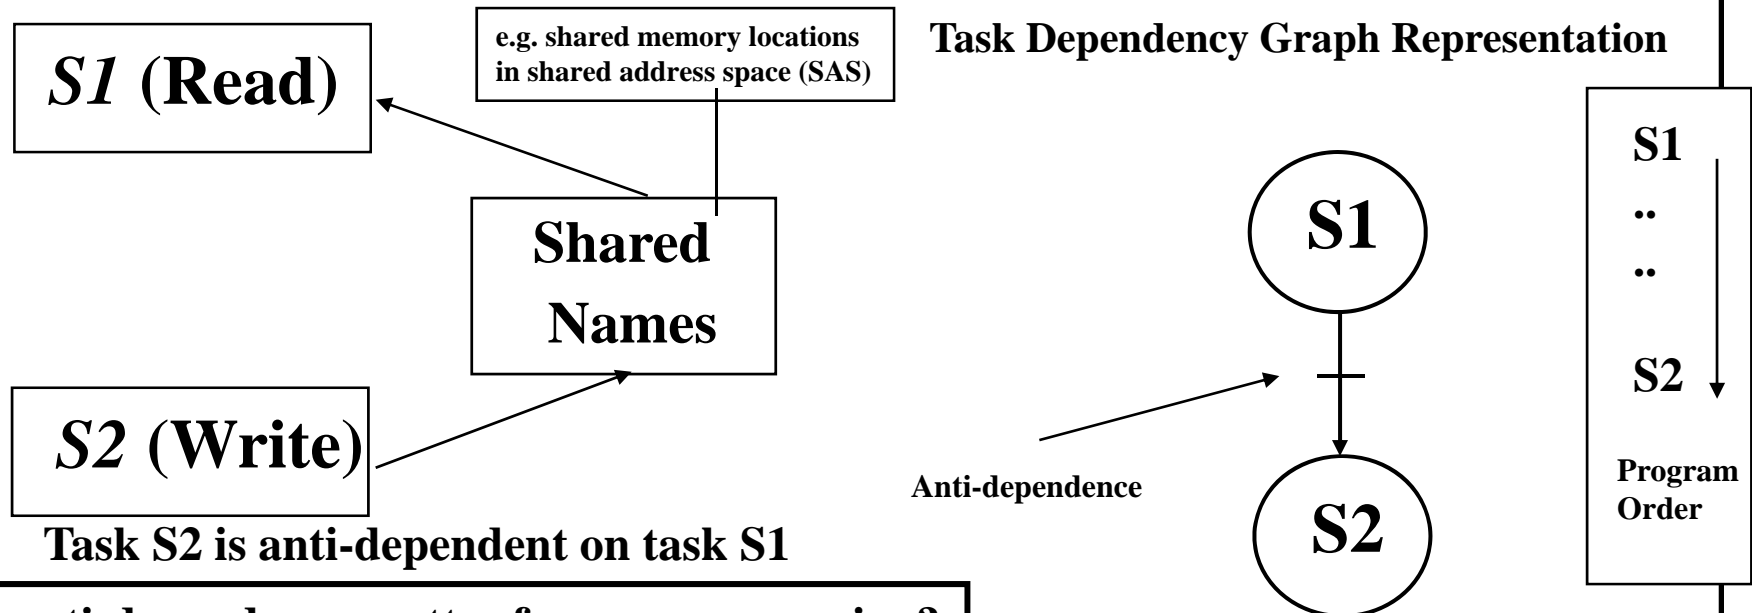 S1 (Read)
e.g. shared memory locations
in shared address space (SAS)
Task Dependency Graph Representation
Shared
Names
S2 (Write)
Task S2 is anti-dependent on task S1
S1
S2
Anti-dependence
S1
..
..
S2
Program
Order